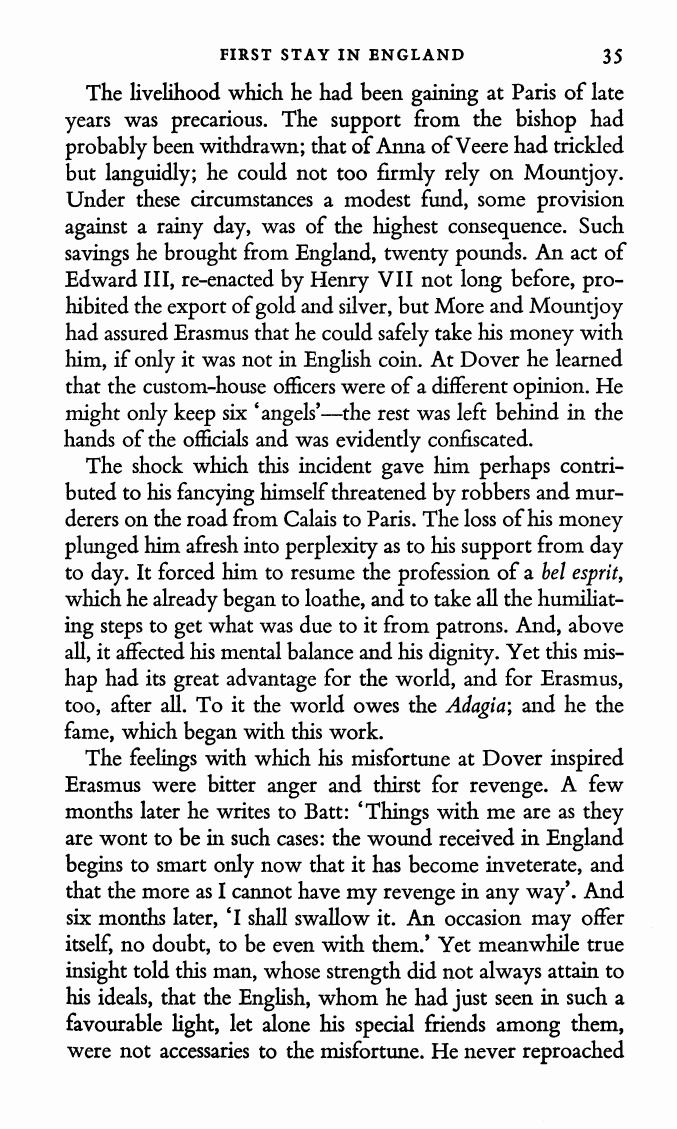 FIRST STAY IN ENGLAND 35
The livelihood which he had been gaining at Paris of late
years was precarious. The support from the bishop had
probably been withdrawn; that of Anna of Veere had trickled
but languidly; he could not too firmly rely on Mountjoy.
Under these circumstances a modest fund, some provision
against a rainy day, was of the highest consequence. Such
savings he brought from England, twenty pounds. An act of
Edward III, re-enacted by Henry VII not long before, pro-
hibited the export of gold and silver, but More and Mountjoy
had assured Erasmus that he could safely take his money with
him, if only it was not in English coin. At Dover he learned
that the custom-house officers were of a different opinion. He
might only keep six ‘angels’—the rest was left behind in the
hands of the officials and was evidently confiscated.
The shock which this incident gave him perhaps contri-
buted to his fancying himself threatened by robbers and mur-
derers on the road from Calais to Paris. The loss of his money
plunged him afresh into perplexity as to his support from day
to day. It forced him to resume the profession of a bel esprit,
which he already began to loathe, and to take all the humiliat-
ing steps to get what was due to it from patrons. And, above
all, it affected his mental balance and his dignity. Yet this mis-
hap had its great advantage for the world, and for Erasmus,
too, after all. To it the world owes the Adagia; and he the
fame, which began with this work.
The feelings with which his misfortune at Dover inspired
Erasmus were bitter anger and thirst for revenge. A few
months later he writes to Batt: ‘Things with me are as they
are wont to be in such cases: the wound received in England
begins to smart only now that it has become inveterate, and
that the more as I cannot have my revenge in any way’. And
six months later, ‘I shall swallow it. An occasion may offer
itself, no doubt, to be even with them.’ Yet meanwhile true
insight told this man, whose strength did not always attain to
his ideals, that the English, whom he had just seen in such a
favourable light, let alone his special friends among them,
were not accessaries to the misfortune. He never reproached